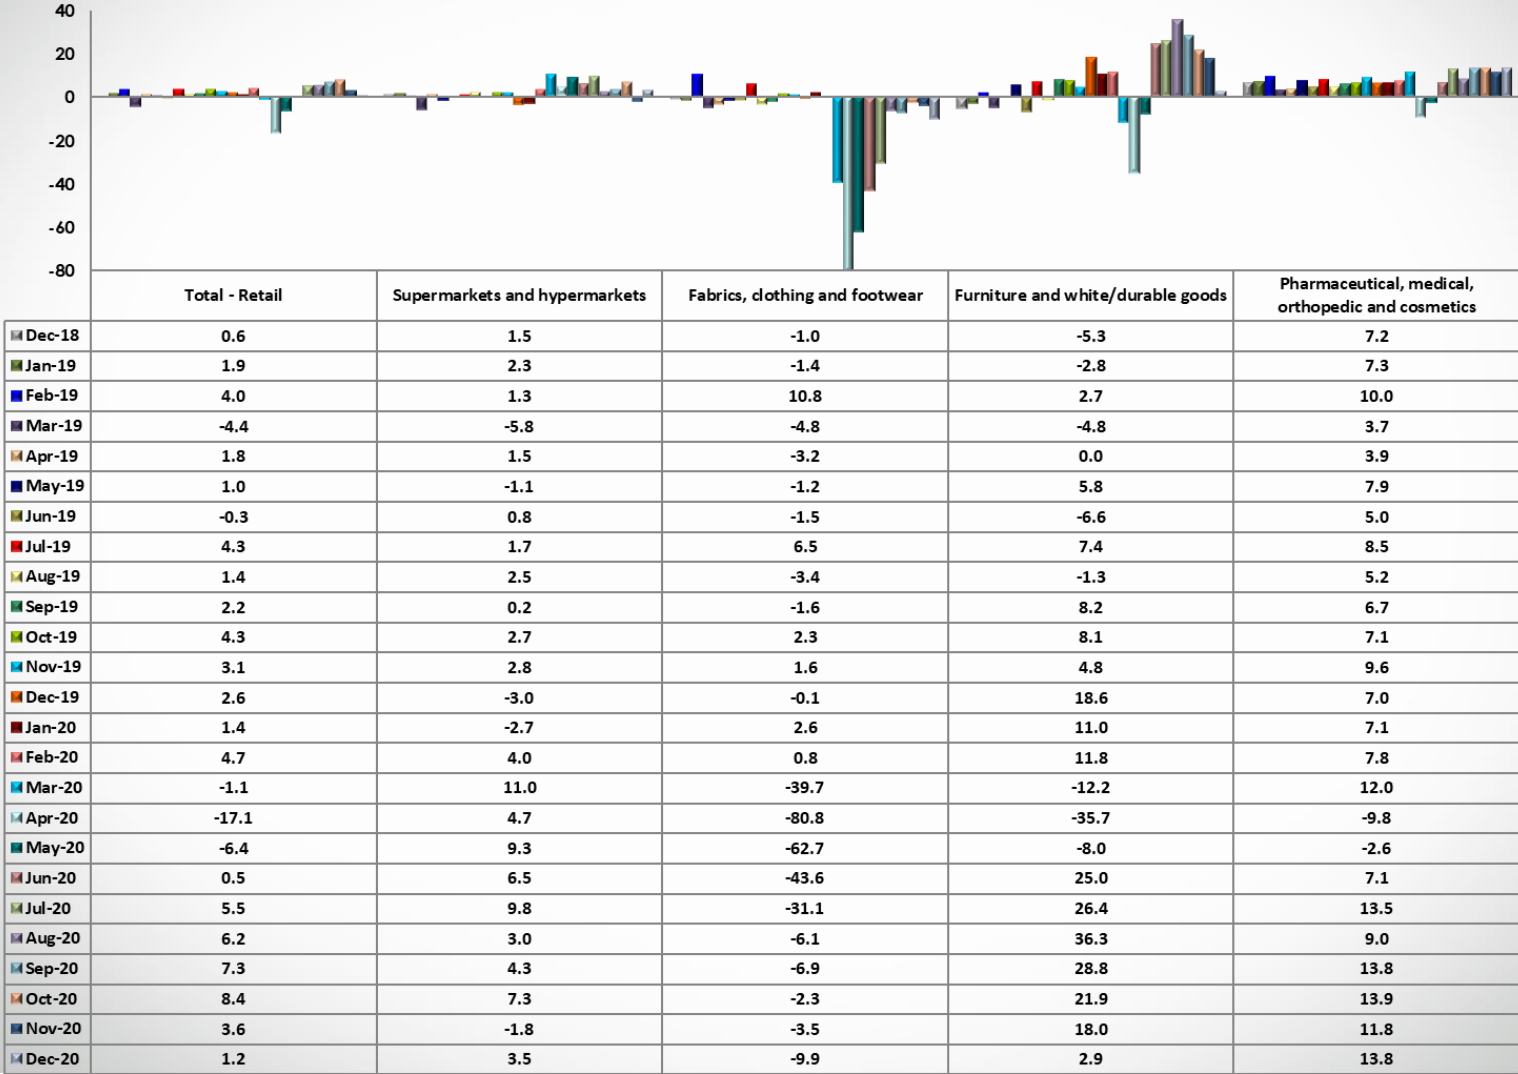 40
20
0
-20
-40
-60
-80
Total - Retail Supermarkets and hypermarkets Fabrics, clothing and footwear Furniture and white/durable goods Pharmaceutical, medical,
orthopedic and cosmetics
Dec-18 0.6 1.5 -1.0 -5.3 7.2
Jan-19 1.9 2.3 -1.4 -2.8 7.3
Feb-19 4.0 1.3 10.8 2.7 10.0
Mar-19 -4.4 -5.8 -4.8 -4.8 3.7
Apr-19 1.8 1.5 -3.2 0.0 3.9
May-19 1.0 -1.1 -1.2 5.8 7.9
Jun-19 -0.3 0.8 -1.5 -6.6 5.0
Jul-19 4.3 1.7 6.5 7.4 8.5
Aug-19 1.4 2.5 -3.4 -1.3 5.2
Sep-19 2.2 0.2 -1.6 8.2 6.7
Oct-19 4.3 2.7 2.3 8.1 7.1
Nov-19 3.1 2.8 1.6 4.8 9.6
Dec-19 2.6 -3.0 -0.1 18.6 7.0
Jan-20 1.4 -2.7 2.6 11.0 7.1
Feb-20 4.7 4.0 0.8 11.8 7.8
Mar-20 -1.1 11.0 -39.7 -12.2 12.0
Apr-20 -17.1 4.7 -80.8 -35.7 -9.8
May-20 -6.4 9.3 -62.7 -8.0 -2.6
Jun-20 0.5 6.5 -43.6 25.0 7.1
Jul-20 5.5 9.8 -31.1 26.4 13.5
Aug-20 6.2 3.0 -6.1 36.3 9.0
Sep-20 7.3 4.3 -6.9 28.8 13.8
Oct-20 8.4 7.3 -2.3 21.9 13.9
Nov-20 3.6 -1.8 -3.5 18.0 11.8
Dec-20 1.2 3.5 -9.9 2.9 13.8